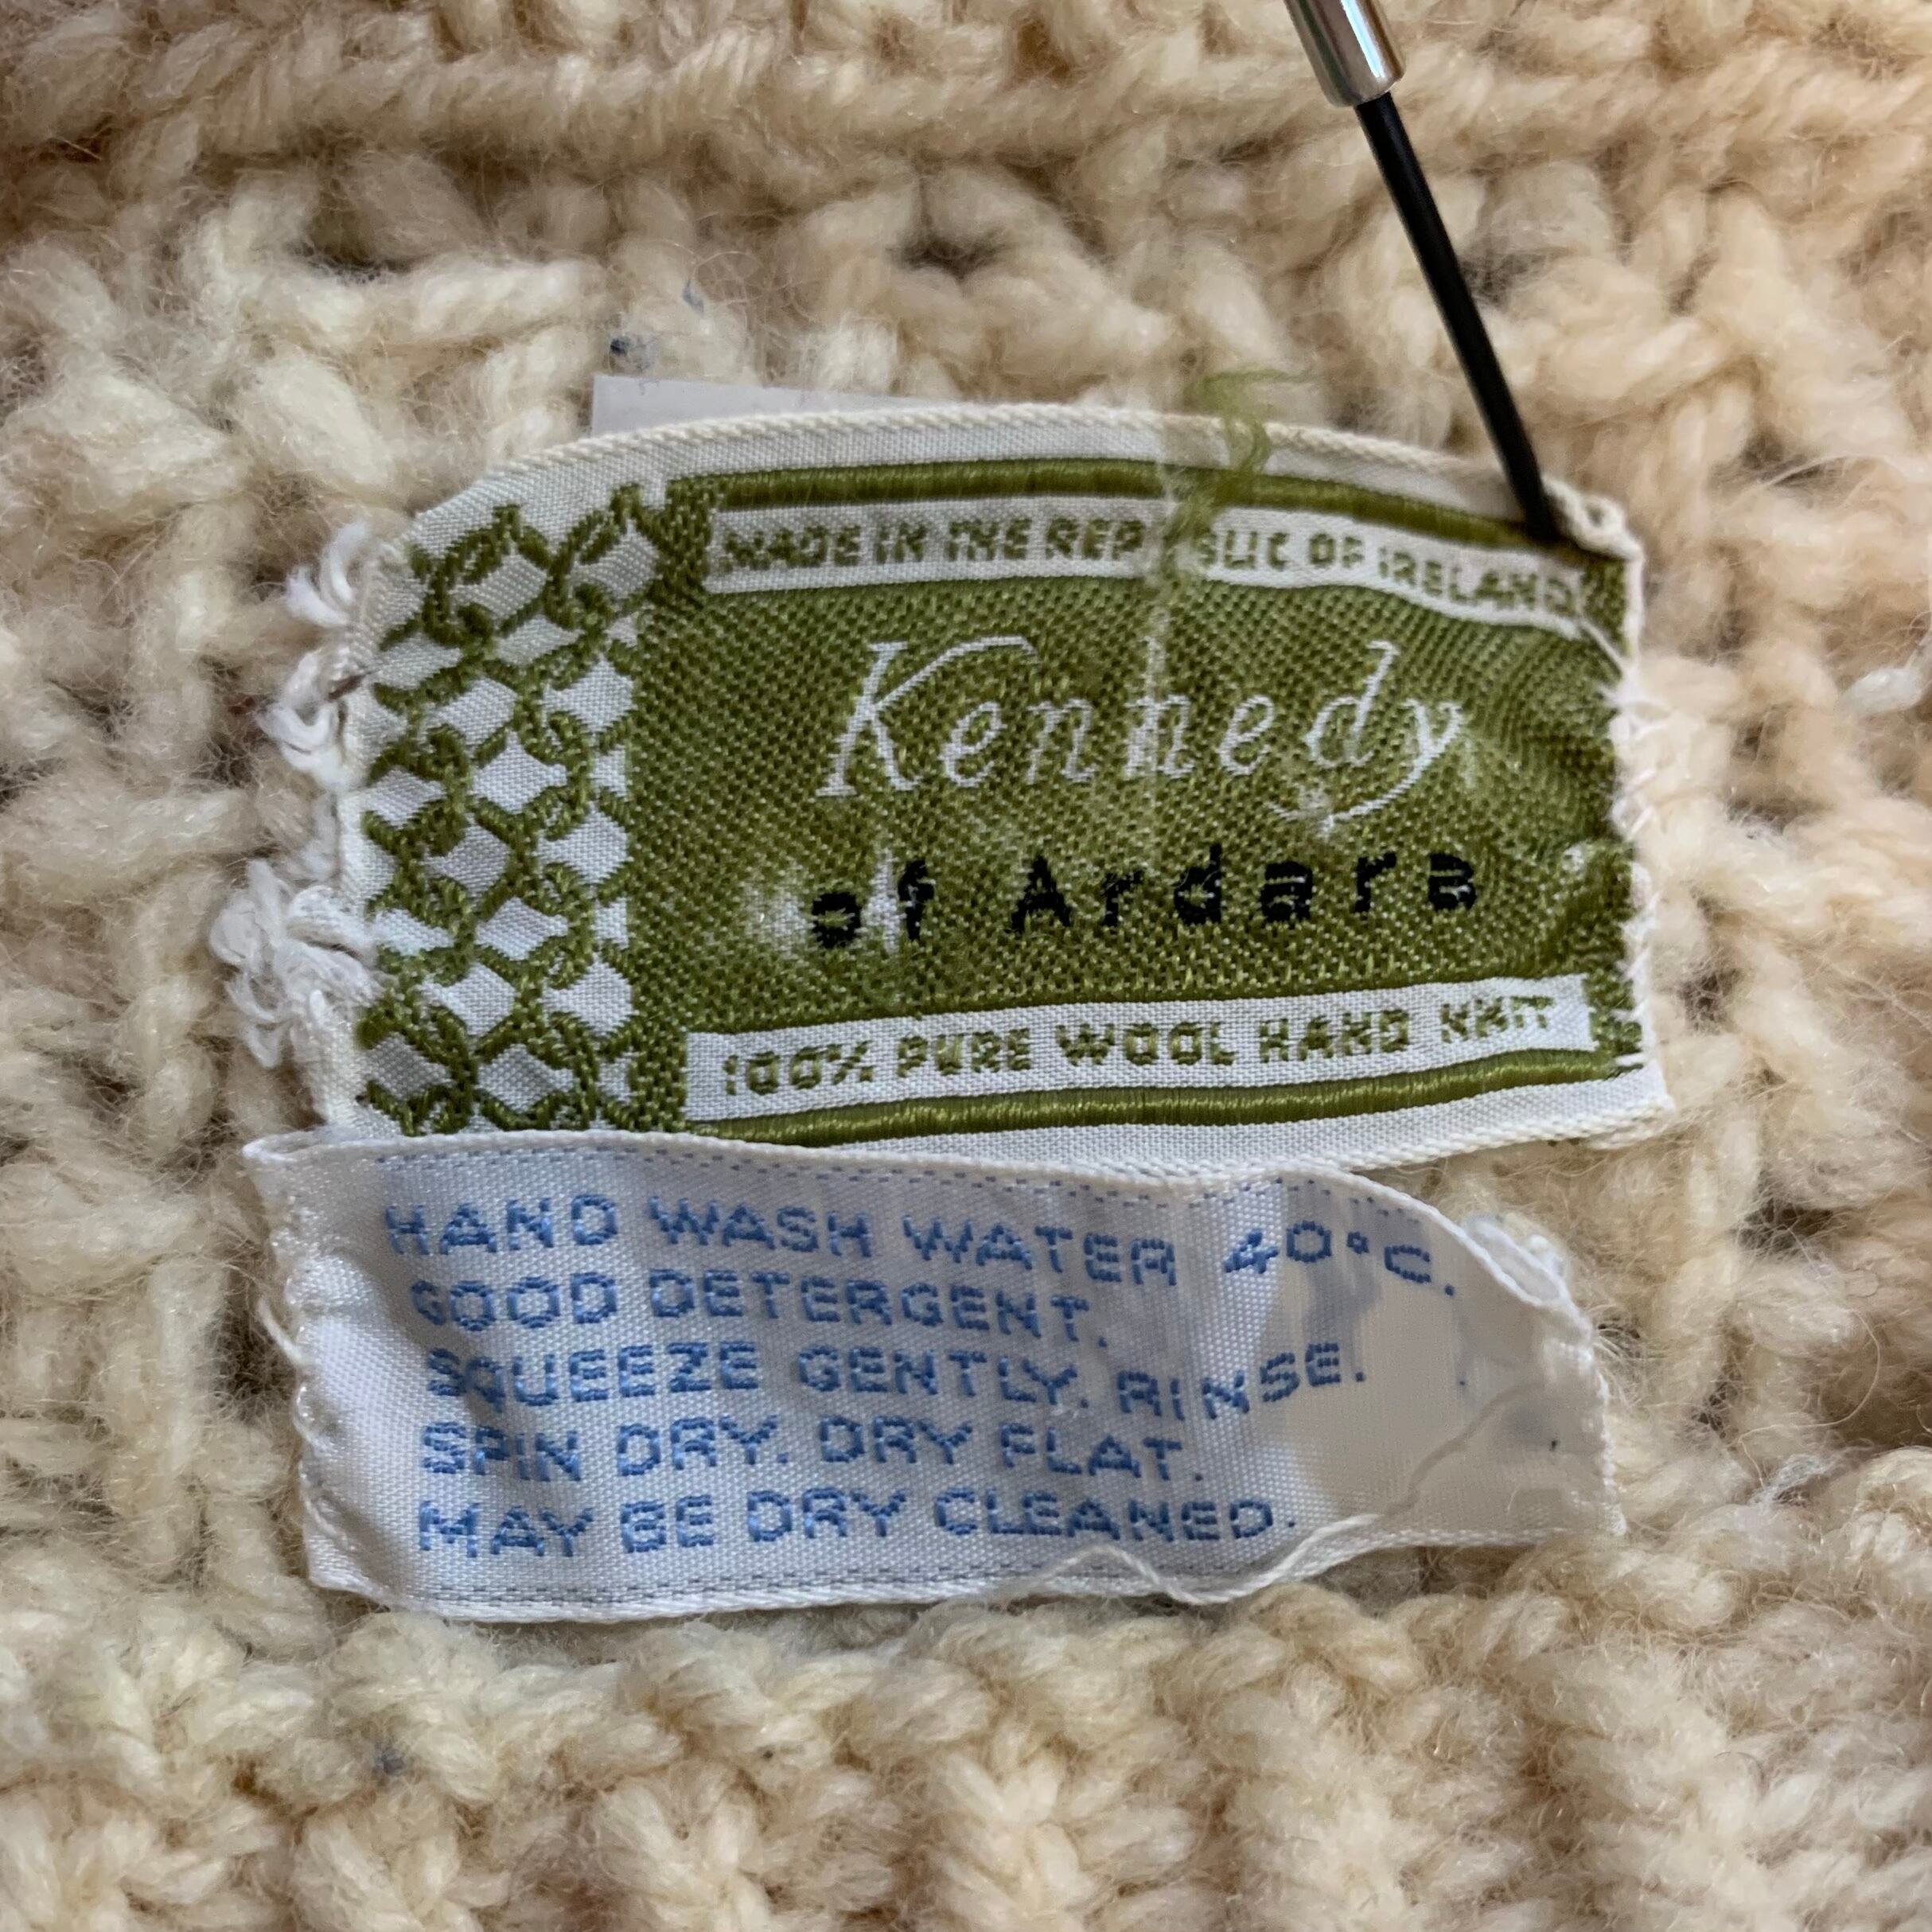 MADE IN THE REPUBLIC OF IRELAND
Kennedy
of Ardara
100% PURE WOOL HAND KNIT
HAND WASH WATER 40°C.
GOOD DETERGENT.
SQUEEZE GENTLY. RINSE.
SPIN DRY. DRY FLAT.
MAY BE DRY CLEANED.